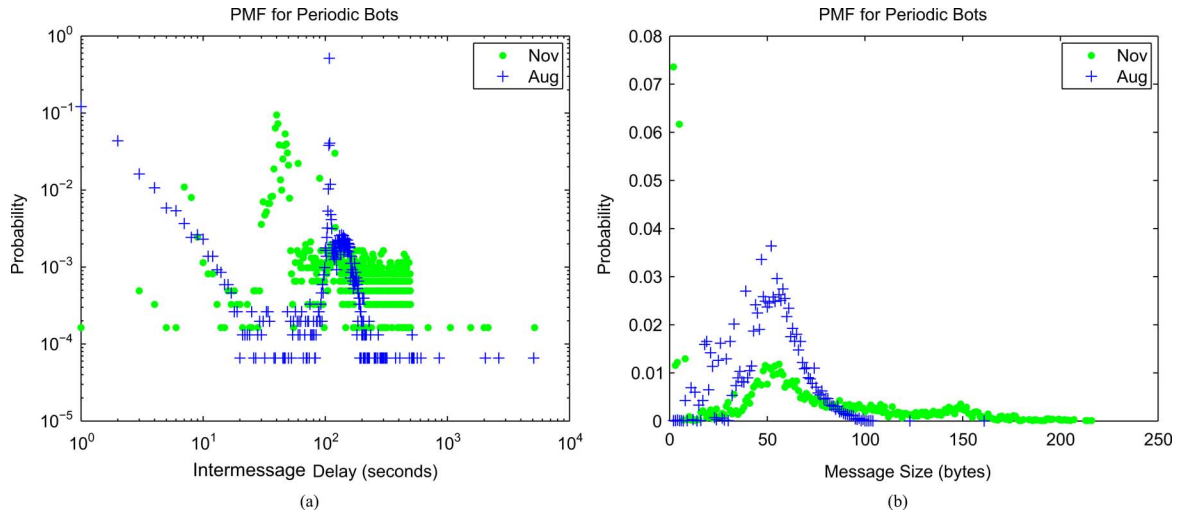 PMF for Periodic Bots
10^0
10^-1
10^-2
10^-3
10^-4
10^-5
Probability
Nov
Aug
10^0 10^1 10^2 10^3 10^4
Intermessage Delay (seconds)
(a)
PMF for Periodic Bots
0.08
0.07
0.06
0.05
0.04
0.03
0.02
0.01
0
Probability
Nov
Aug
0 50 100 150 200 250
Message Size (bytes)
(b)